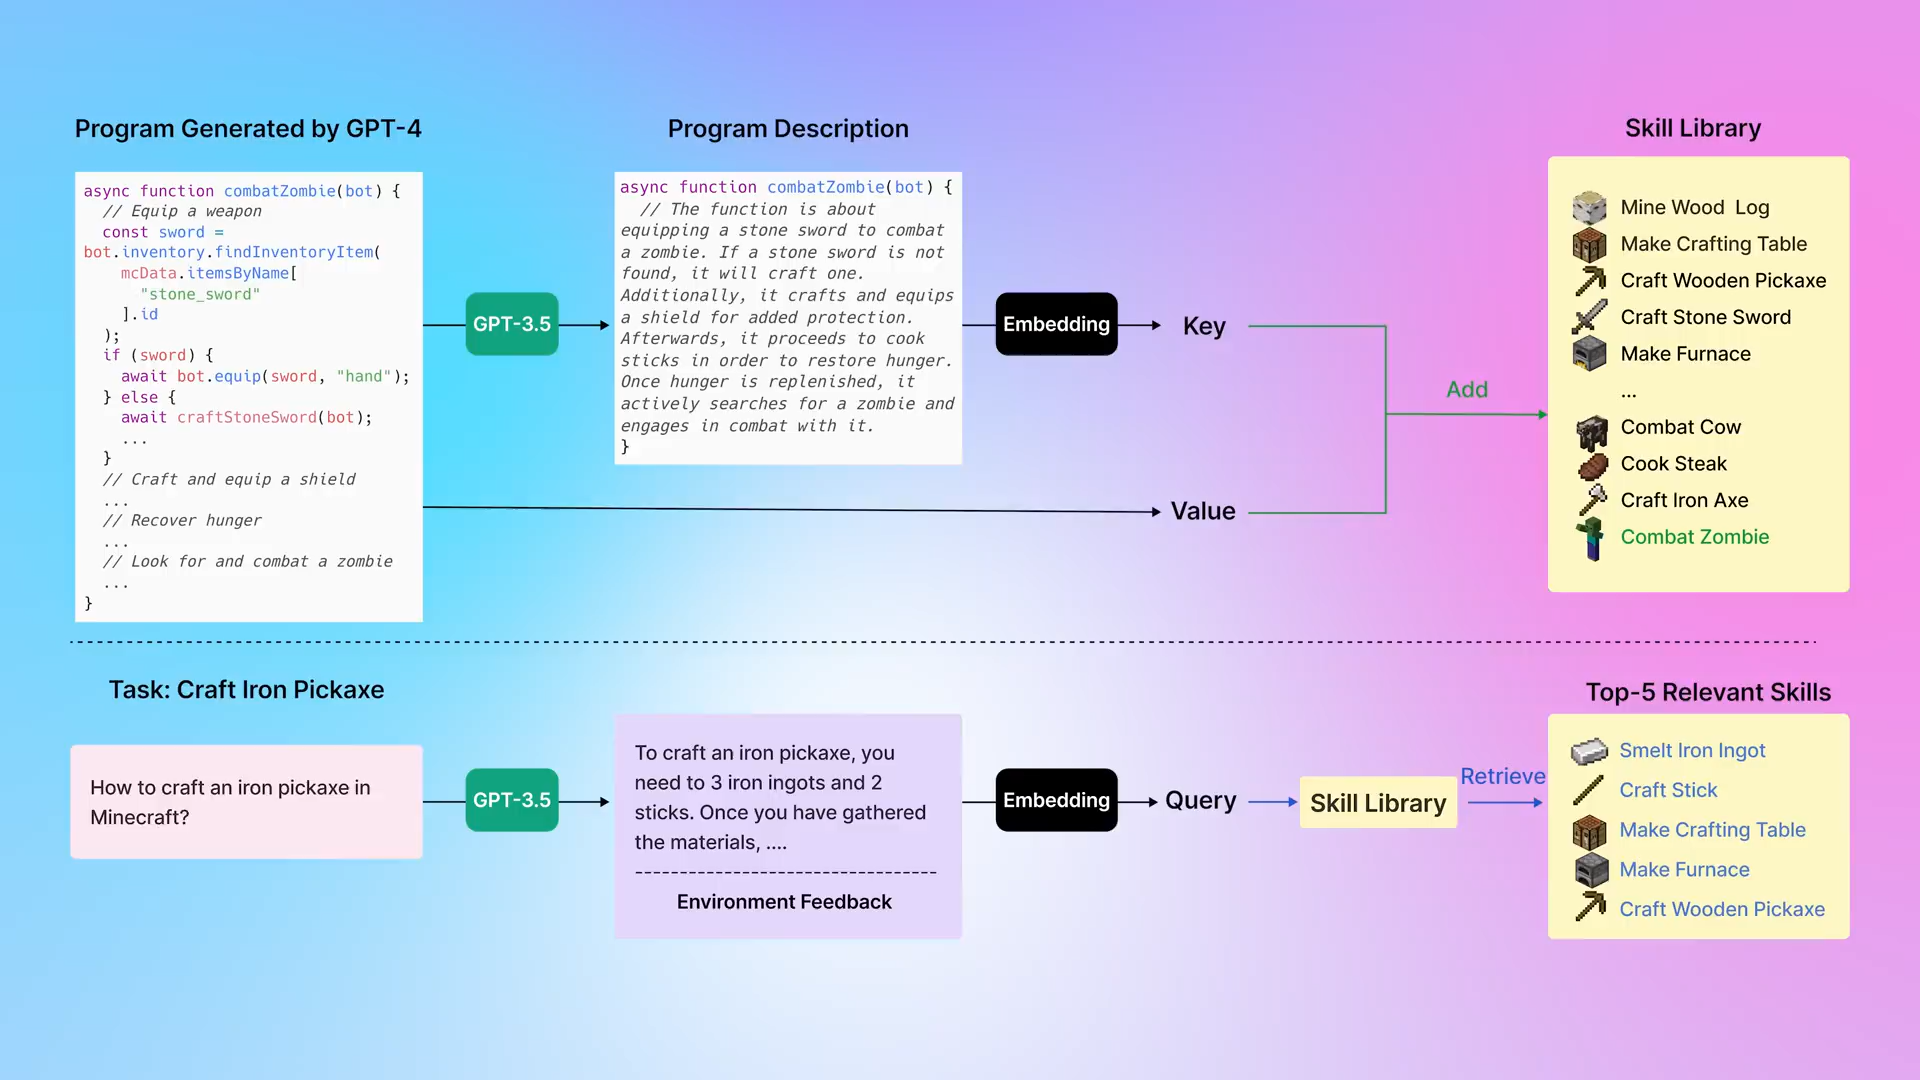 Program Generated by GPT-4
async function combatZombie(bot) {
// Equip a weapon
const sword =
bot.inventory.findInventoryItem(
mcData.itemsByName[
"stone_sword"
].id
);
if (sword) {
await bot.equip(sword, "hand");
} else {
await craftStoneSword(bot);
...
}
// Craft and equip a shield
...
// Recover hunger
...
// Look for and combat a zombie
...
}
GPT-3.5
Program Description
async function combatZombie(bot) {
// The function is about
equipping a stone sword to combat
a zombie. If a stone sword is not
found, it will craft one.
Additionally, it crafts and equips
a shield for added protection.
Afterwards, it proceeds to cook
sticks in order to restore hunger.
Once hunger is replenished, it
actively searches for a zombie and
engages in combat with it.
}
Embedding
Key
Value
Add
Skill Library
Mine Wood Log
Make Crafting Table
Craft Wooden Pickaxe
Craft Stone Sword
Make Furnace
...
Combat Cow
Cook Steak
Craft Iron Axe
Combat Zombie
Task: Craft Iron Pickaxe
How to craft an iron pickaxe in
Minecraft?
GPT-3.5
To craft an iron pickaxe, you
need to 3 iron ingots and 2
sticks. Once you have gathered
the materials, ....
----------------------------------
Environment Feedback
Embedding
Query
Skill Library
Retrieve
Top-5 Relevant Skills
Smelt Iron Ingot
Craft Stick
Make Crafting Table
Make Furnace
Craft Wooden Pickaxe